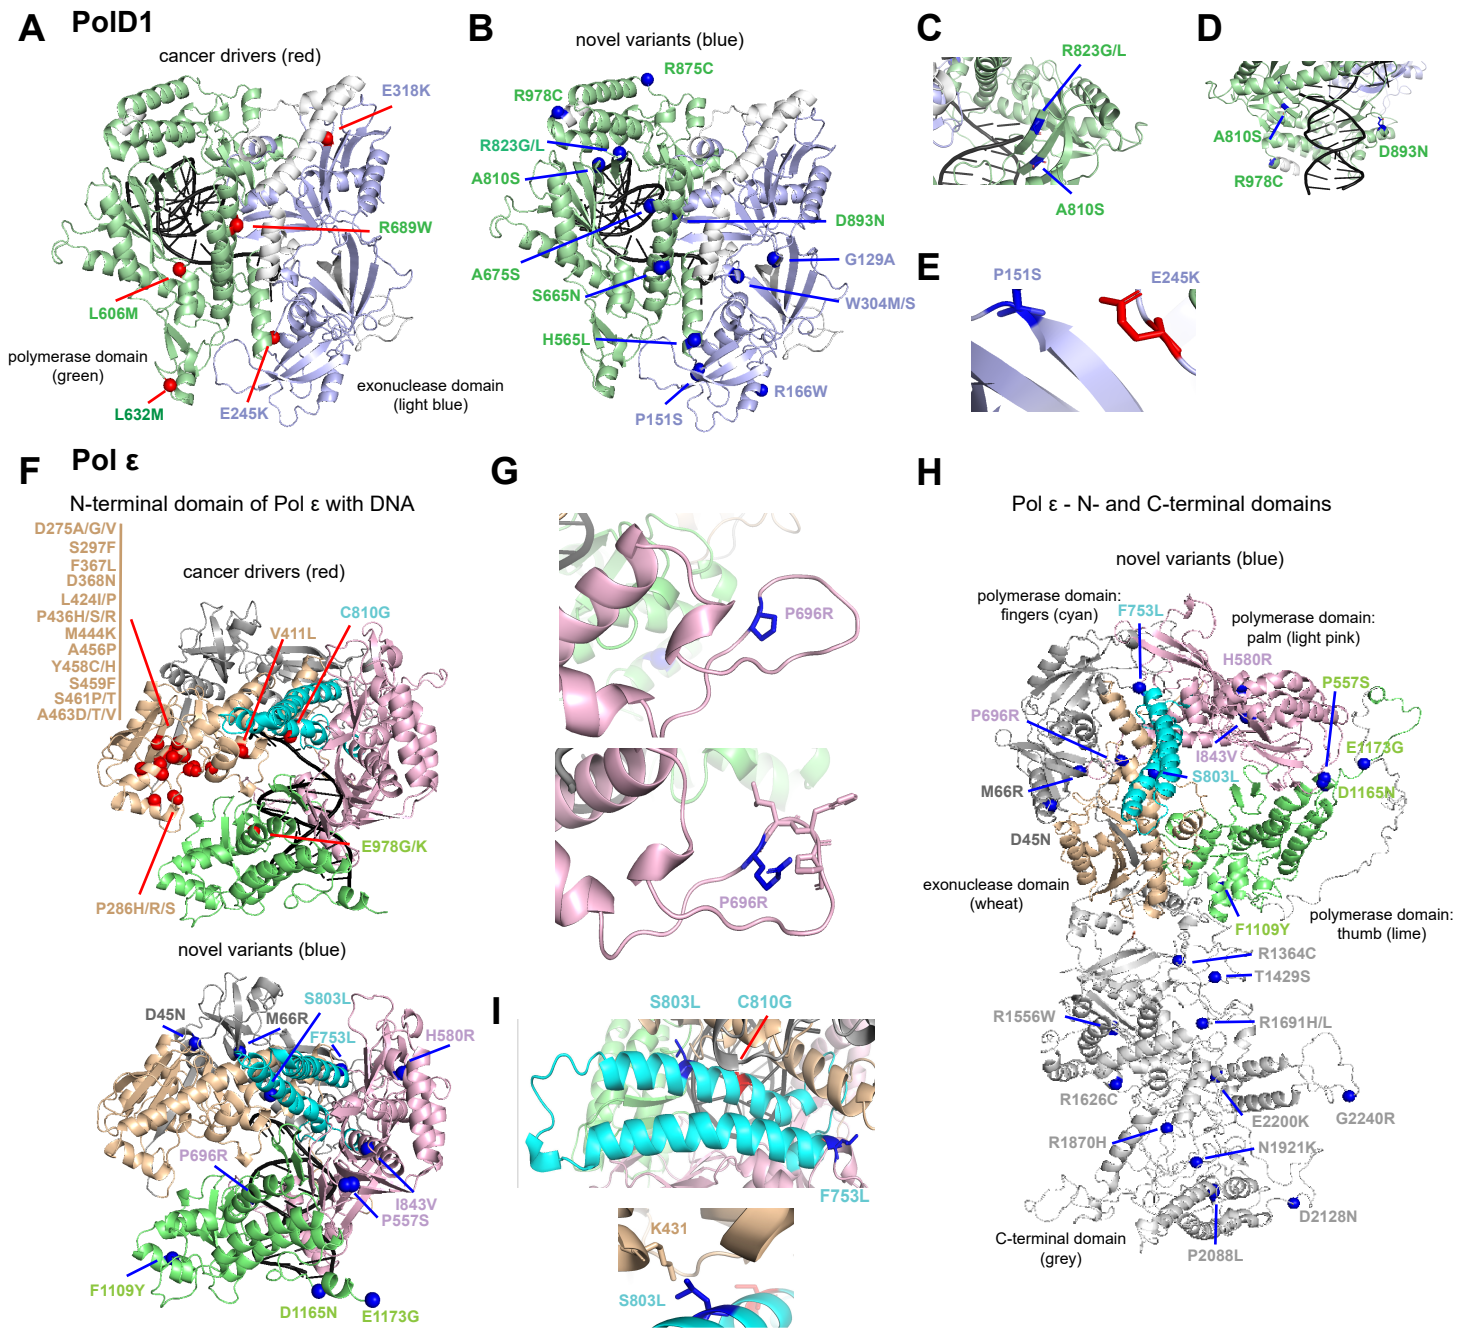 A
PolD1
cancer drivers (red)
E318K
R689W
L606M
polymerase domain
(green)
L632M
E245K
exonuclease domain
(light blue)
B
novel variants (blue)
R875C
R978C
R823G/L
A810S
D893N
G129A
A675S
S665N
W304M/S
H565L
R166W
P151S
C
R823G/L
A810S
D
A810S
D893N
R978C
E
P151S
E245K
F
Pol ε
N-terminal domain of Pol ε with DNA
D275A/G/V
S297F
F367L
D368N
L424I/P
P436H/S/R
M444K
A456P
Y458C/H
S459F
S461P/T
A463D/T/V
cancer drivers (red)
C810G
V411L
E978G/K
P286H/R/S
novel variants (blue)
S803L
D45N
M66R
F753L
H580R
P696R
I843V
P557S
F1109Y
D1165N
E1173G
G
P696R
P696R
H
Pol ε - N- and C-terminal domains
novel variants (blue)
polymerase domain:
fingers (cyan)
F753L
polymerase domain:
palm (light pink)
H580R
P557S
P696R
E1173G
I843V
S803L
M66R
D1165N
D45N
exonuclease domain
(wheat)
polymerase domain:
thumb (lime)
F1109Y
R1364C
T1429S
R1556W
R1691H/L
R1626C
E2200K
G2240R
R1870H
N1921K
D2128N
C-terminal domain
(grey)
P2088L
I
S803L
C810G
F753L
K431
S803L